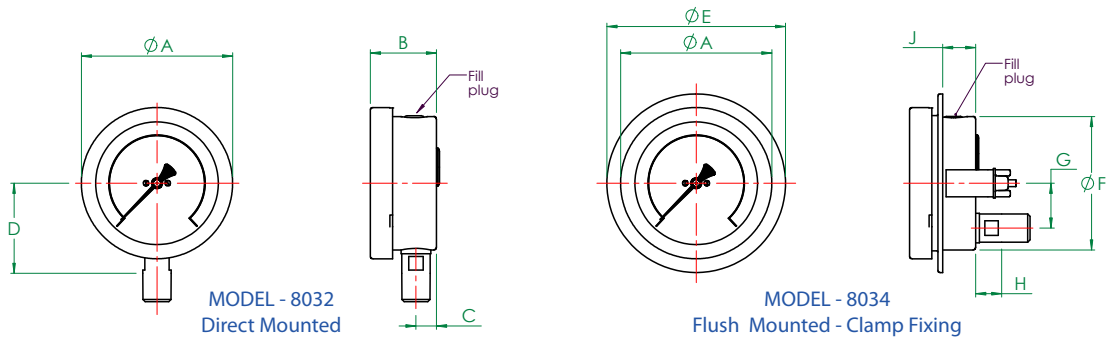 ØA
B
Fill
plug
D
C
MODEL - 8032
Direct Mounted
ØE
ØA
J
Fill
plug
G
ØF
H
MODEL - 8034
Flush Mounted - Clamp Fixing